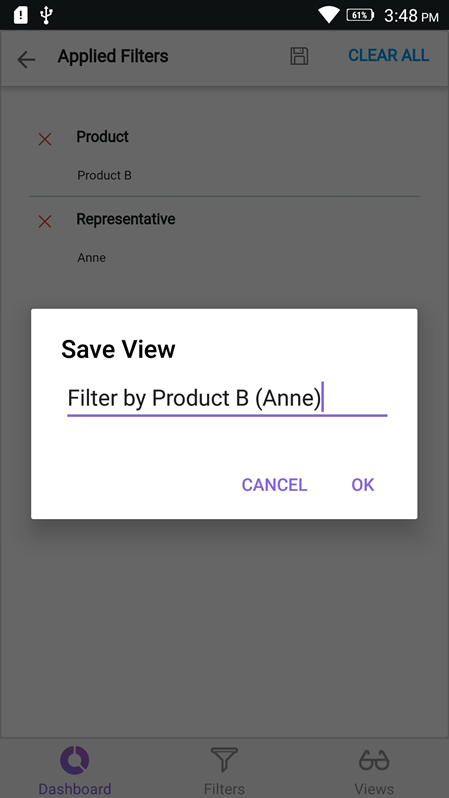 61% 3:48 PM
Applied Filters CLEAR ALL
Product
Product B
Representative
Anne
Save View
Filter by Product B (Anne)
CANCEL OK
Dashboard Filters Views